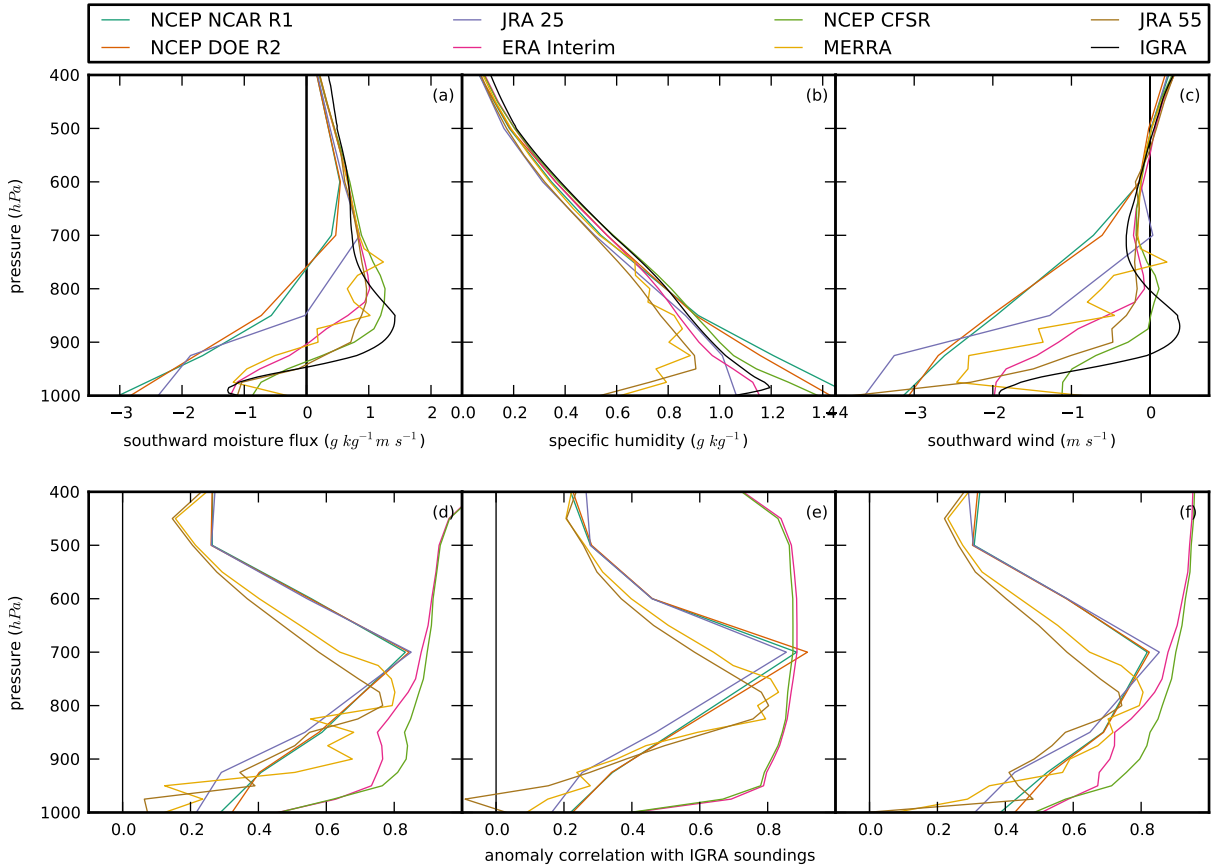 NCEP NCAR R1 JRA 25 NCEP CFSR JRA 55
NCEP DOE R2 ERA Interim MERRA IGRA
400 (a) (b) (c)
500
600
700
800
900
1000
pressure (hPa)
−3 −2 −1 0 1 2 0.0 0.2 0.4 0.6 0.8 1.0 1.2 1.4 −4 −3 −2 −1 0
southward moisture flux (g kg⁻¹ m s⁻¹) specific humidity (g kg⁻¹) southward wind (m s⁻¹)
400 (d) (e) (f)
500
600
700
800
900
1000
pressure (hPa)
0.0 0.2 0.4 0.6 0.8 0.0 0.2 0.4 0.6 0.8 0.0 0.2 0.4 0.6 0.8
anomaly correlation with IGRA soundings